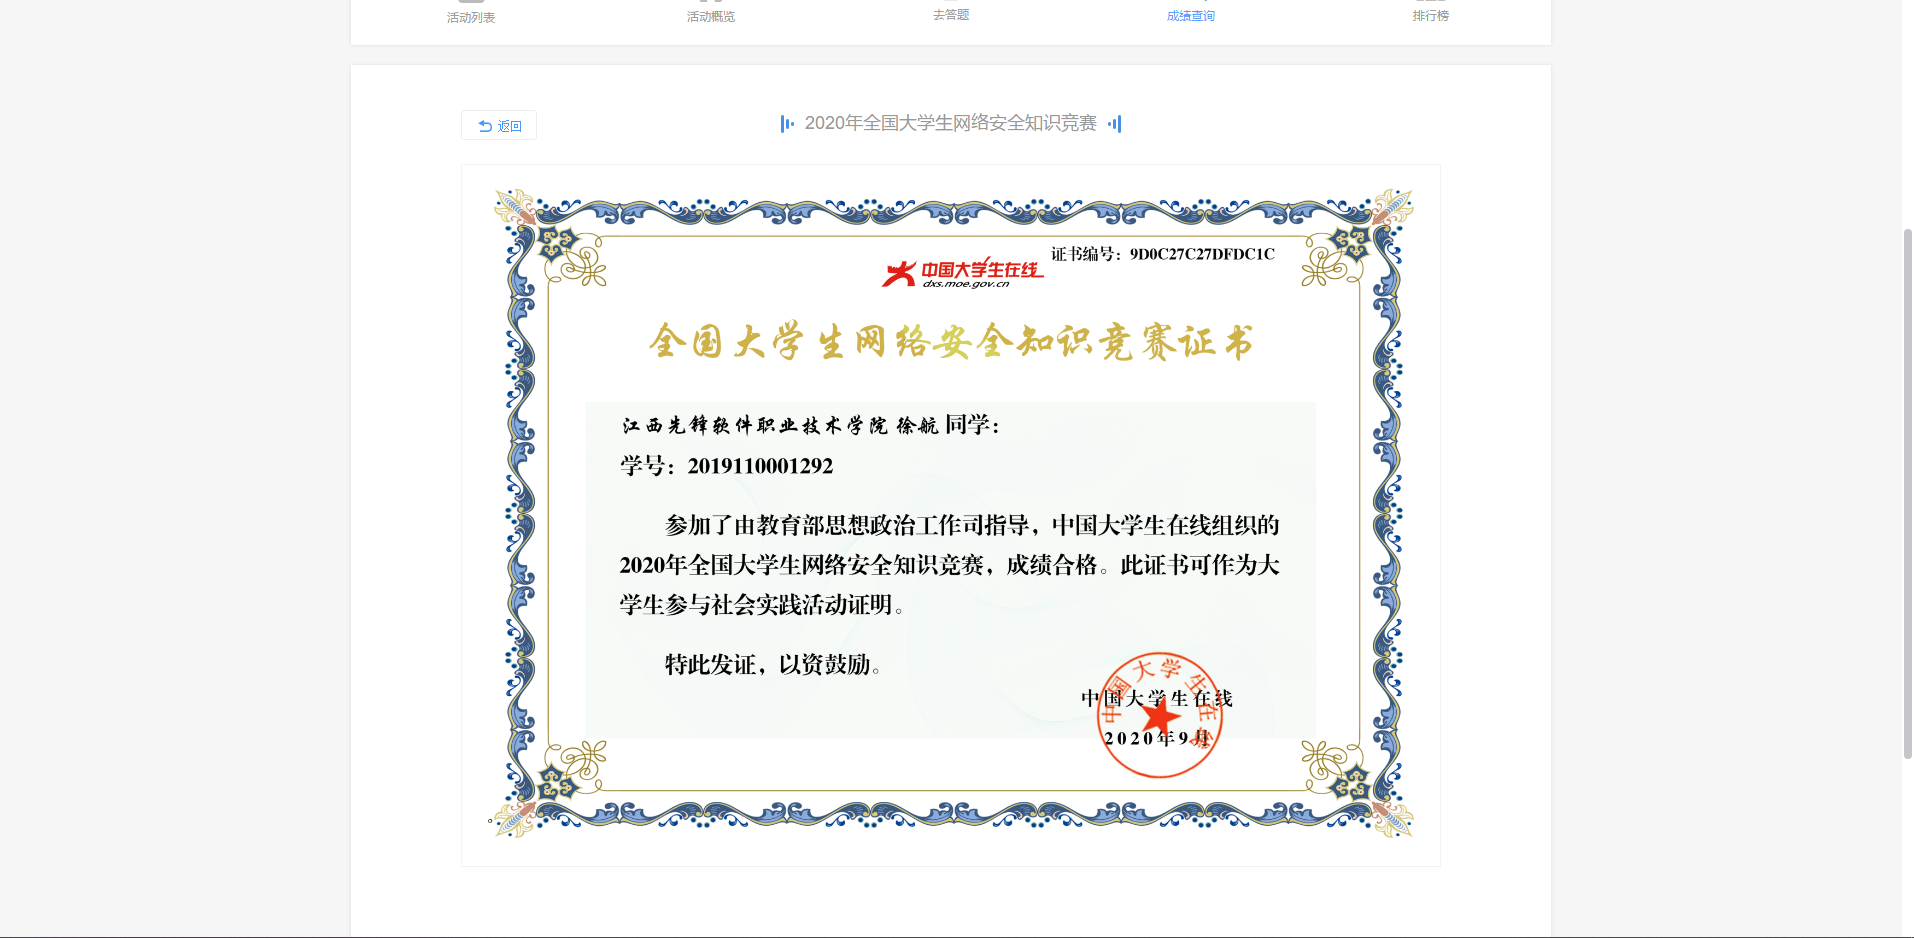 活动列表
活动概览
去答题
成绩查询
排行榜
返回
2020年全国大学生网络安全知识竞赛
证书编号：9D0C27C27DFDC1C
中国大学生在线
dxs.moe.gov.cn
全国大学生网络安全知识竞赛证书
江西先锋软件职业技术学院 徐航 同学：
学号：2019110001292
参加了由教育部思想政治工作司指导，中国大学生在线组织的
2020年全国大学生网络安全知识竞赛，成绩合格。此证书可作为大
学生参与社会实践活动证明。
特此发证，以资鼓励。
中国大学生在线
中国大学生在线
2020年9月